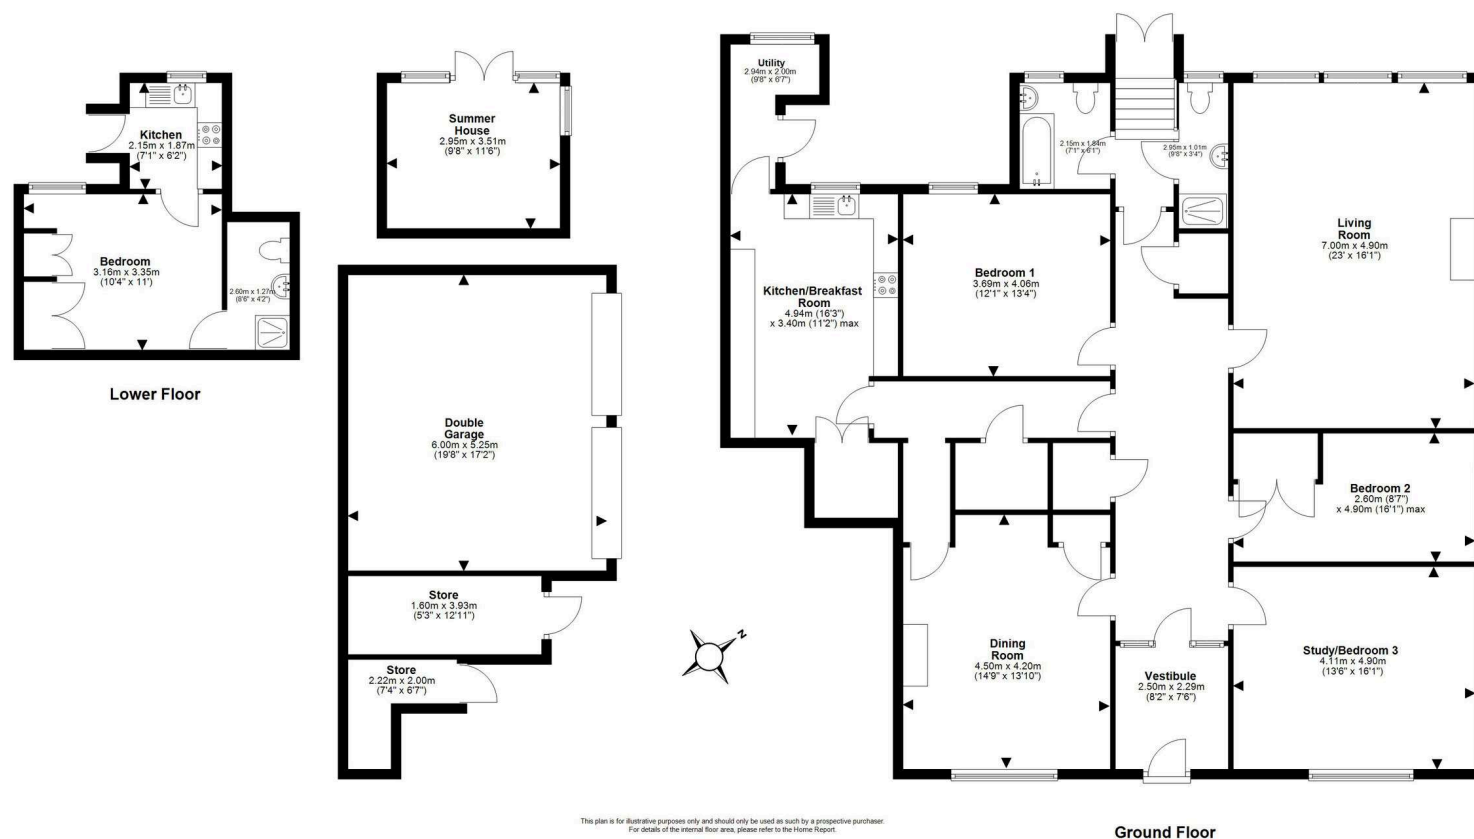 Kitchen
2.15m x 1.87m
(7'1" x 6'2")
Bedroom
3.16m x 3.35m
(10'4" x 11')
2.60m x 1.27m
(8'6" x 4'2")
Lower Floor
Summer
House
2.95m x 3.51m
(9'8" x 11'6")
Double
Garage
6.00m x 5.25m
(19'8" x 17'2")
Store
1.60m x 3.93m
(5'3" x 12'11")
Store
2.22m x 2.00m
(7'4" x 6'7")
Z
Utility
2.94m x 2.00m
(9'8" x 6'7")
Kitchen/Breakfast
Room
4.94m (16'3")
x 3.40m (11'2") max
Bedroom 1
3.69m x 4.06m
(12'1" x 13'4")
2.15m x 1.84m
(7'1" x 6'1")
2.95m x 1.01m
(9'8" x 3'4")
Living
Room
7.00m x 4.90m
(23' x 16'1")
Bedroom 2
2.60m (8'7")
x 4.90m (16'1") max
Dining
Room
4.50m x 4.20m
(14'9" x 13'10")
Vestibule
2.50m x 2.29m
(8'2" x 7'6")
Study/Bedroom 3
4.11m x 4.90m
(13'6" x 16'1")
Ground Floor
This plan is for illustrative purposes only and should only be used as such by a prospective purchaser.
For details of the internal floor area, please refer to the Home Report.